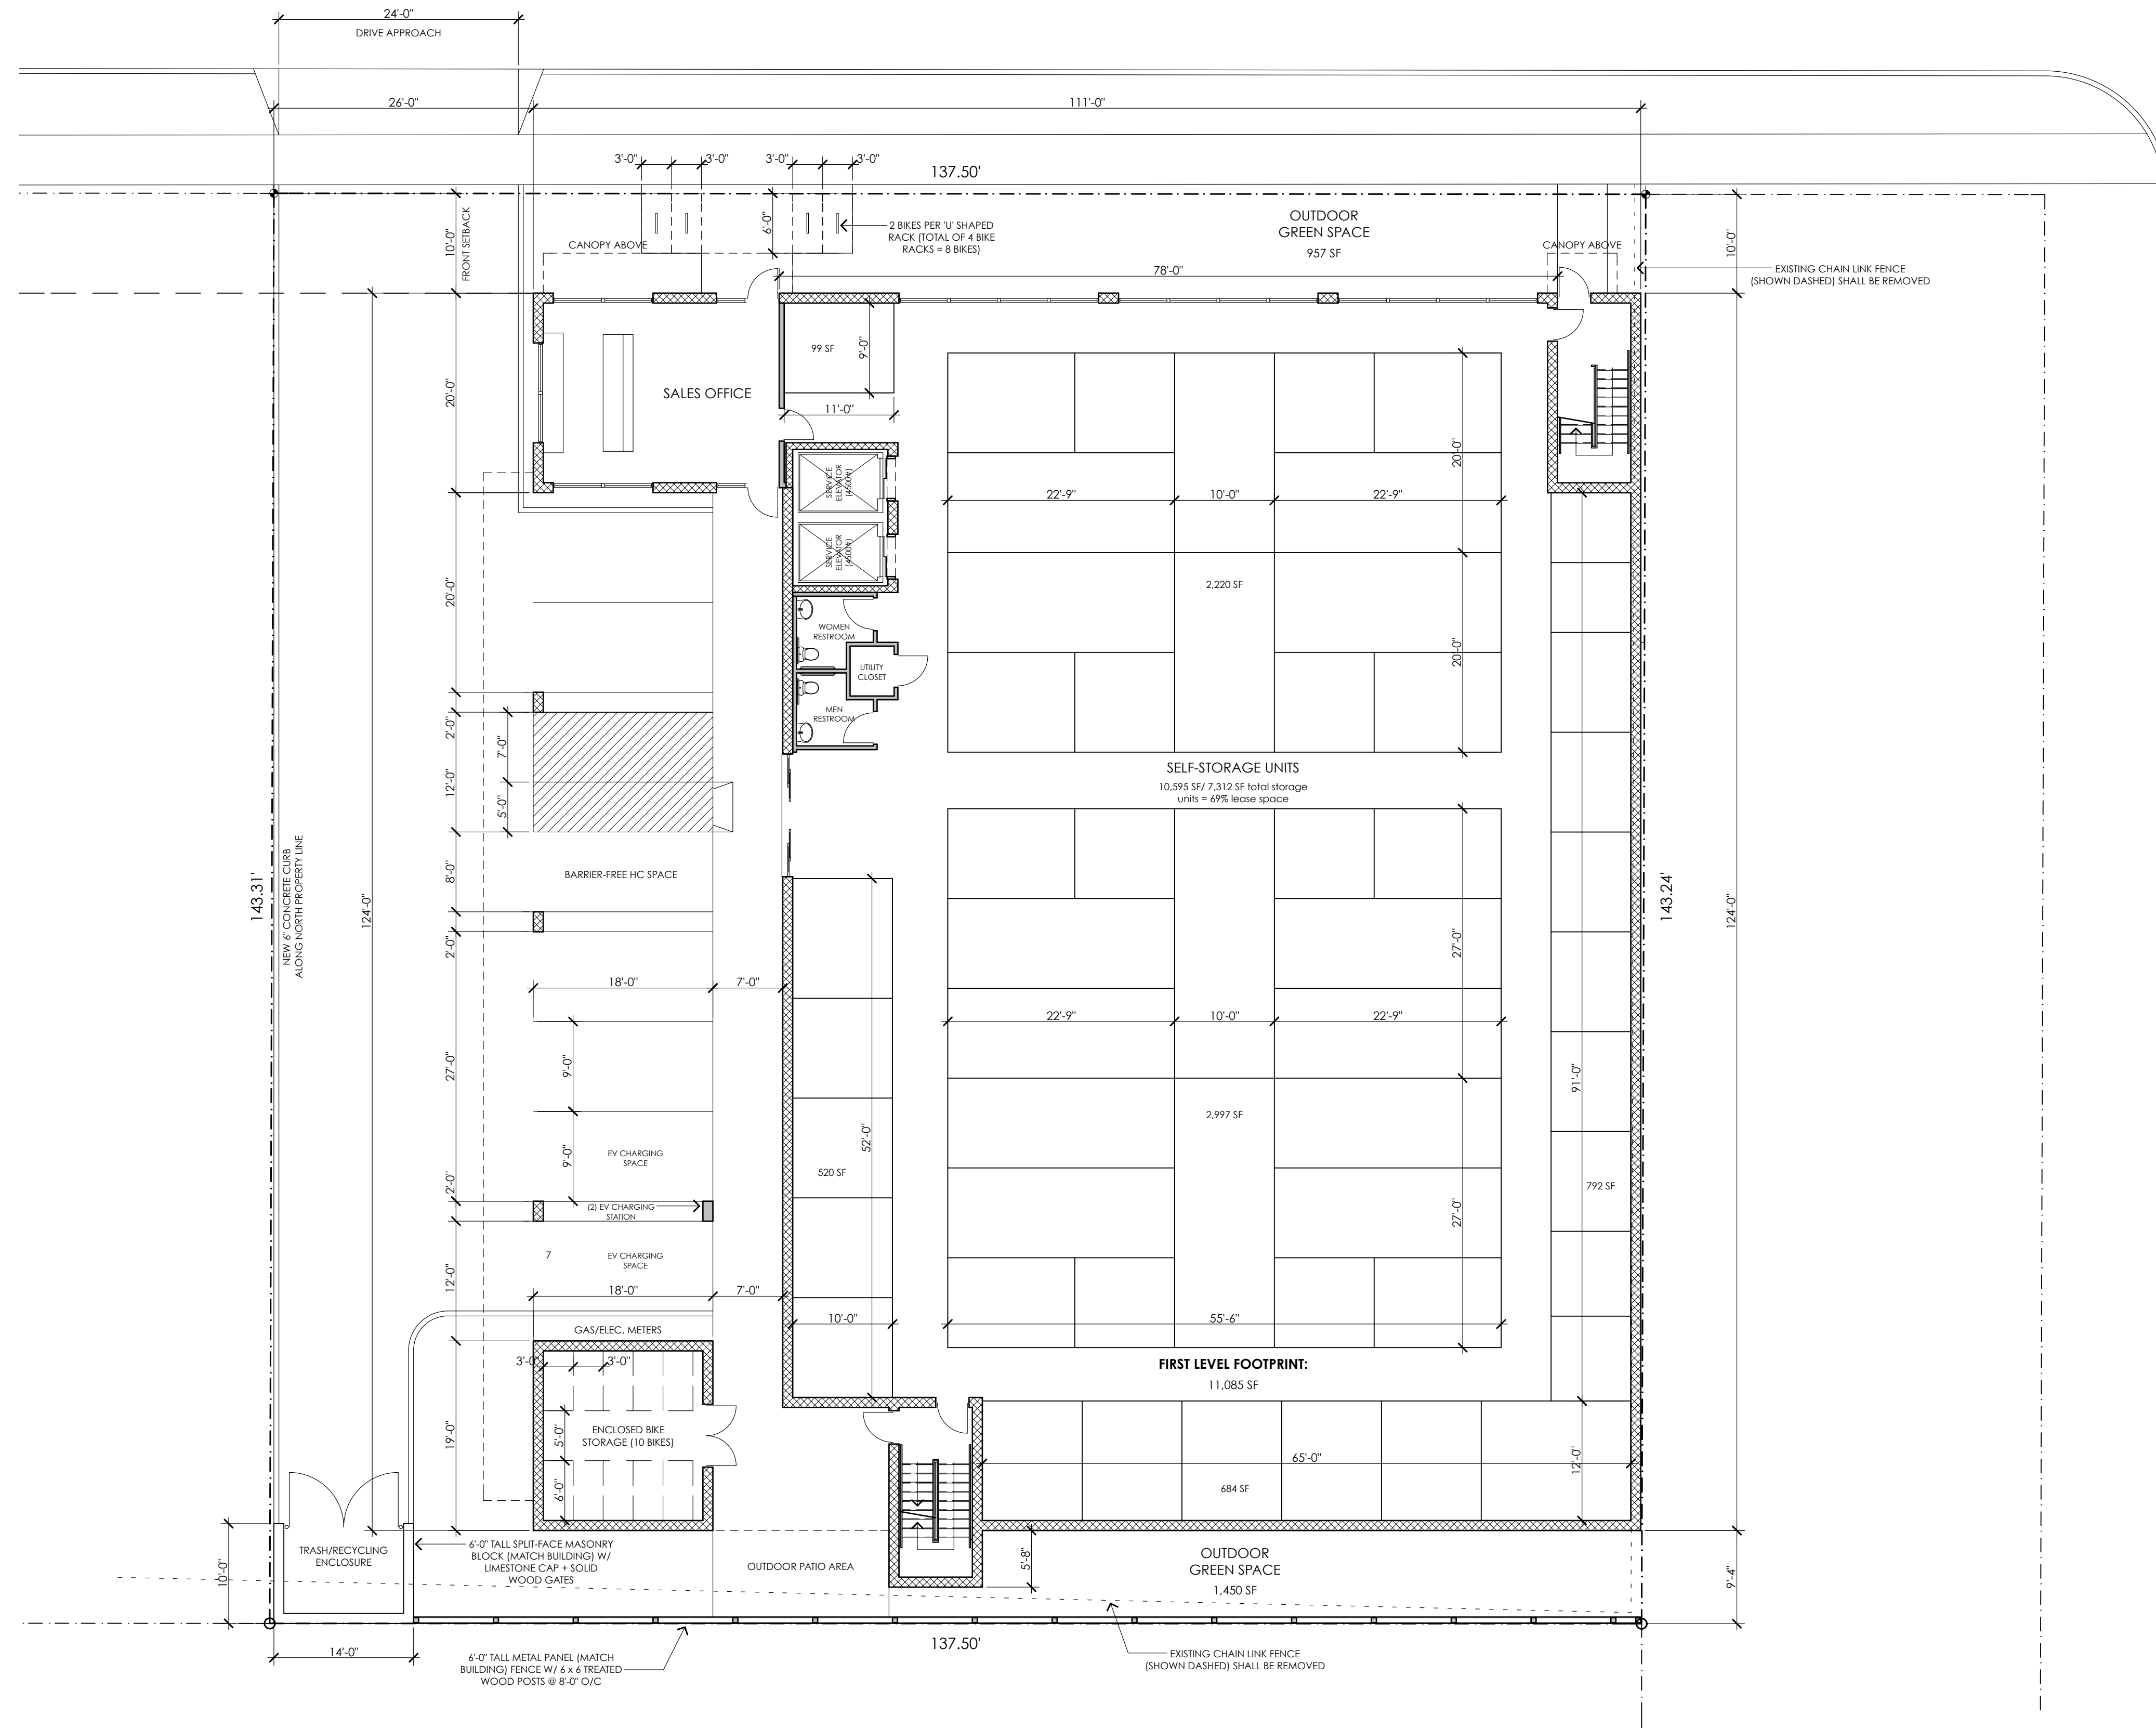 24'-0"
DRIVE APPROACH
26'-0"
111'-0"
3'-0"
3'-0"
3'-0"
3'-0"
137.50'
10'-0"
FRONT SETBACK
6'-0"
2 BIKES PER 'U' SHAPED
RACK (TOTAL OF 4 BIKE
RACKS = 8 BIKES)
OUTDOOR
GREEN SPACE
957 SF
CANOPY ABOVE
CANOPY ABOVE
10'-0"
78'-0"
EXISTING CHAIN LINK FENCE
(SHOWN DASHED) SHALL BE REMOVED
99 SF
9'-0"
11'-0"
SALES OFFICE
20'-0"
SERVICE
ELEVATOR
(4500#)
SERVICE
ELEVATOR
(4500#)
20'-0"
22'-9"
10'-0"
22'-9"
2,220 SF
20'-0"
20'-0"
WOMEN
RESTROOM
UTILITY
CLOSET
MEN
RESTROOM
2'-0"
7'-0"
12'-0"
5'-0"
SELF-STORAGE UNITS
10,595 SF/ 7,312 SF total storage
units = 69% lease space
8'-0"
BARRIER-FREE HC SPACE
143.31'
NEW 6" CONCRETE CURB
ALONG NORTH PROPERTY LINE
124'-0"
143.24'
124'-0"
2'-0"
27'-0"
18'-0"
7'-0"
22'-9"
10'-0"
22'-9"
27'-0"
9'-0"
91'-0"
2,997 SF
9'-0"
EV CHARGING
SPACE
52'-0"
520 SF
792 SF
2'-0"
(2) EV CHARGING
STATION
27'-0"
7
EV CHARGING
SPACE
12'-0"
18'-0"
7'-0"
10'-0"
55'-6"
GAS/ELEC. METERS
3'-0"
3'-0"
FIRST LEVEL FOOTPRINT:
11,085 SF
19'-0"
5'-0"
ENCLOSED BIKE
STORAGE (10 BIKES)
6'-0"
65'-0"
12'-0"
684 SF
10'-0"
TRASH/RECYCLING
ENCLOSURE
6'-0" TALL SPLIT-FACE MASONRY
BLOCK (MATCH BUILDING) W/
LIMESTONE CAP + SOLID
WOOD GATES
OUTDOOR PATIO AREA
5'-8"
OUTDOOR
GREEN SPACE
1,450 SF
9'-4"
14'-0"
137.50'
6'-0" TALL METAL PANEL (MATCH
BUILDING) FENCE W/ 6 x 6 TREATED
WOOD POSTS @ 8'-0" O/C
EXISTING CHAIN LINK FENCE
(SHOWN DASHED) SHALL BE REMOVED